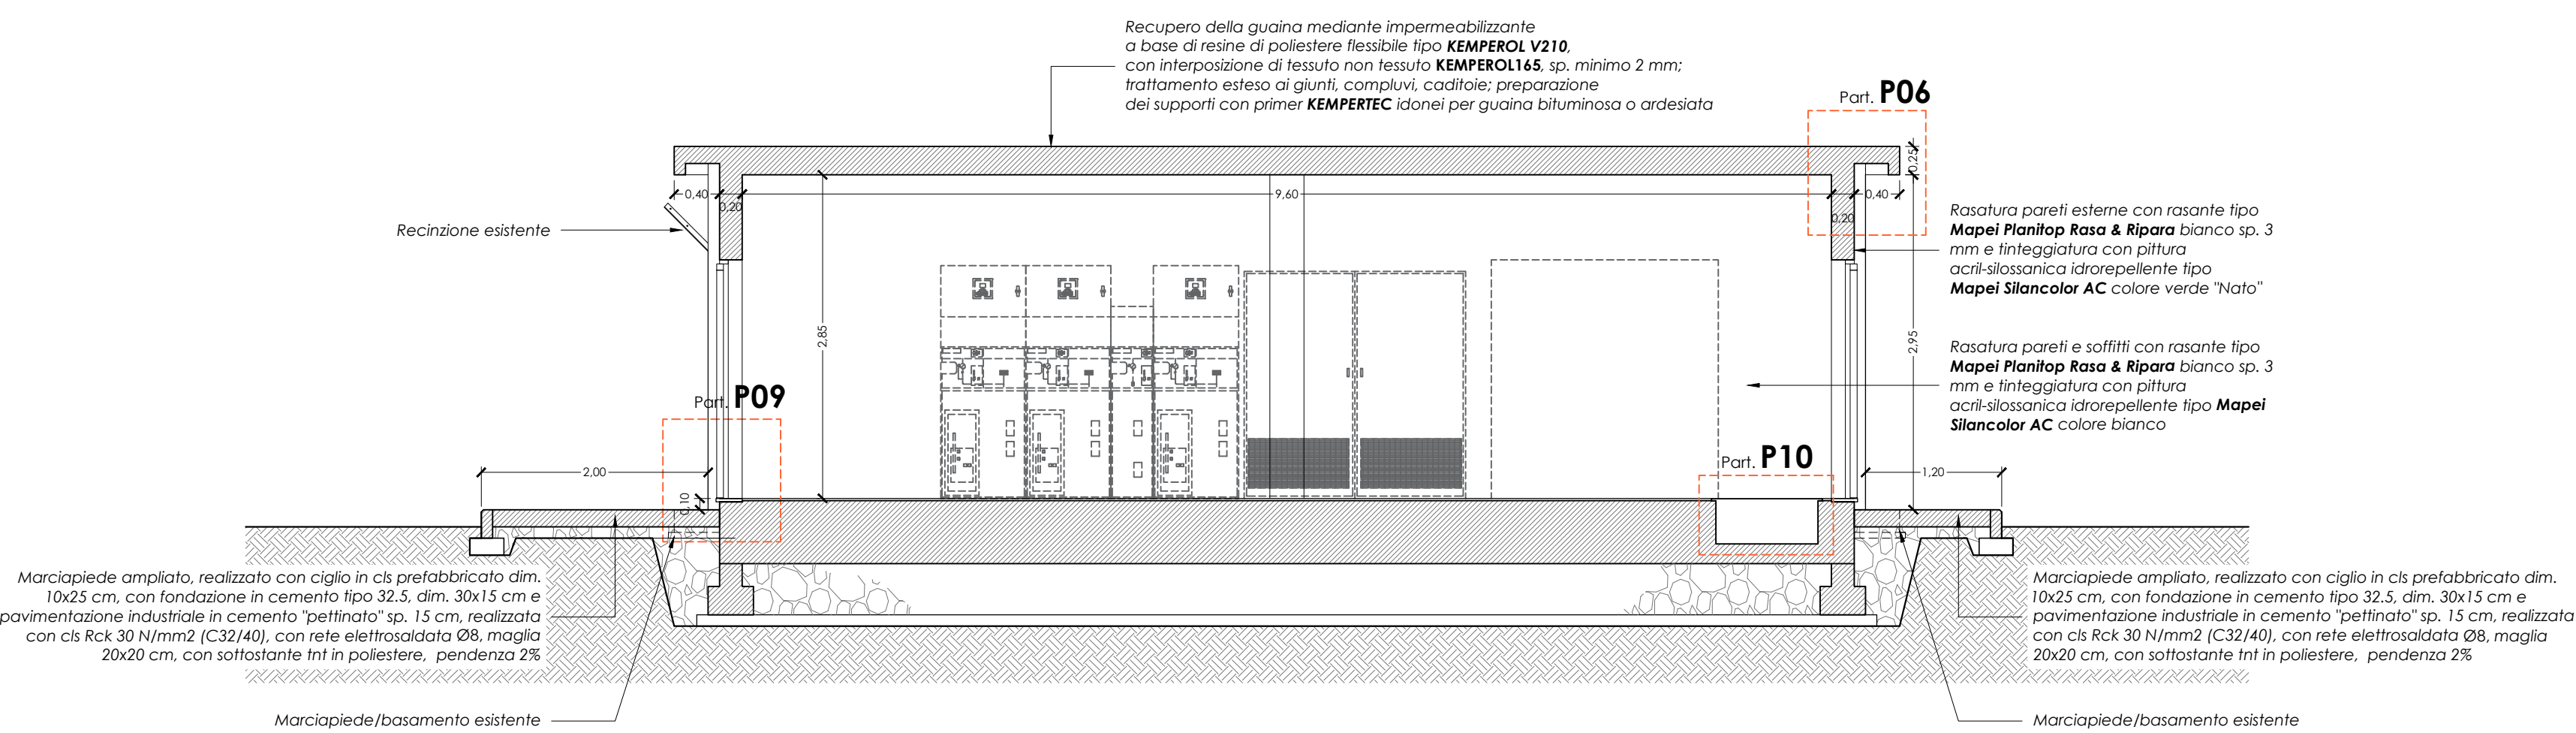 Recupero della guaina mediante impermeabilizzante
a base di resine di poliestere flessibile tipo KEMPEROL V210,
con interposizione di tessuto non tessuto KEMPEROL165, sp. minimo 2 mm;
trattamento esteso ai giunti, compluvi, caditoie; preparazione
dei supporti con primer KEMPERTEC idonei per guaina bituminosa o ardesiata
Part. P06
0,25
0,40
0,20
9,60
0,20
0,40
Recinzione esistente
Rasatura pareti esterne con rasante tipo
Mapei Planitop Rasa & Ripara bianco sp. 3
mm e tinteggiatura con pittura
acril-silossanica idrorepellente tipo
Mapei Silancolor AC colore verde "Nato"
2,85
2,95
Rasatura pareti e soffitti con rasante tipo
Mapei Planitop Rasa & Ripara bianco sp. 3
mm e tinteggiatura con pittura
acril-silossanica idrorepellente tipo Mapei
Silancolor AC colore bianco
Part. P09
Part. P10
2,00
0,10
1,20
Marciapiede ampliato, realizzato con ciglio in cls prefabbricato dim.
10x25 cm, con fondazione in cemento tipo 32.5, dim. 30x15 cm e
pavimentazione industriale in cemento "pettinato" sp. 15 cm, realizzata
con cls Rck 30 N/mm2 (C32/40), con rete elettrosaldata Ø8, maglia
20x20 cm, con sottostante tnt in poliestere, pendenza 2%
Marciapiede ampliato, realizzato con ciglio in cls prefabbricato dim.
10x25 cm, con fondazione in cemento tipo 32.5, dim. 30x15 cm e
pavimentazione industriale in cemento "pettinato" sp. 15 cm, realizzata
con cls Rck 30 N/mm2 (C32/40), con rete elettrosaldata Ø8, maglia
20x20 cm, con sottostante tnt in poliestere, pendenza 2%
Marciapiede/basamento esistente
Marciapiede/basamento esistente